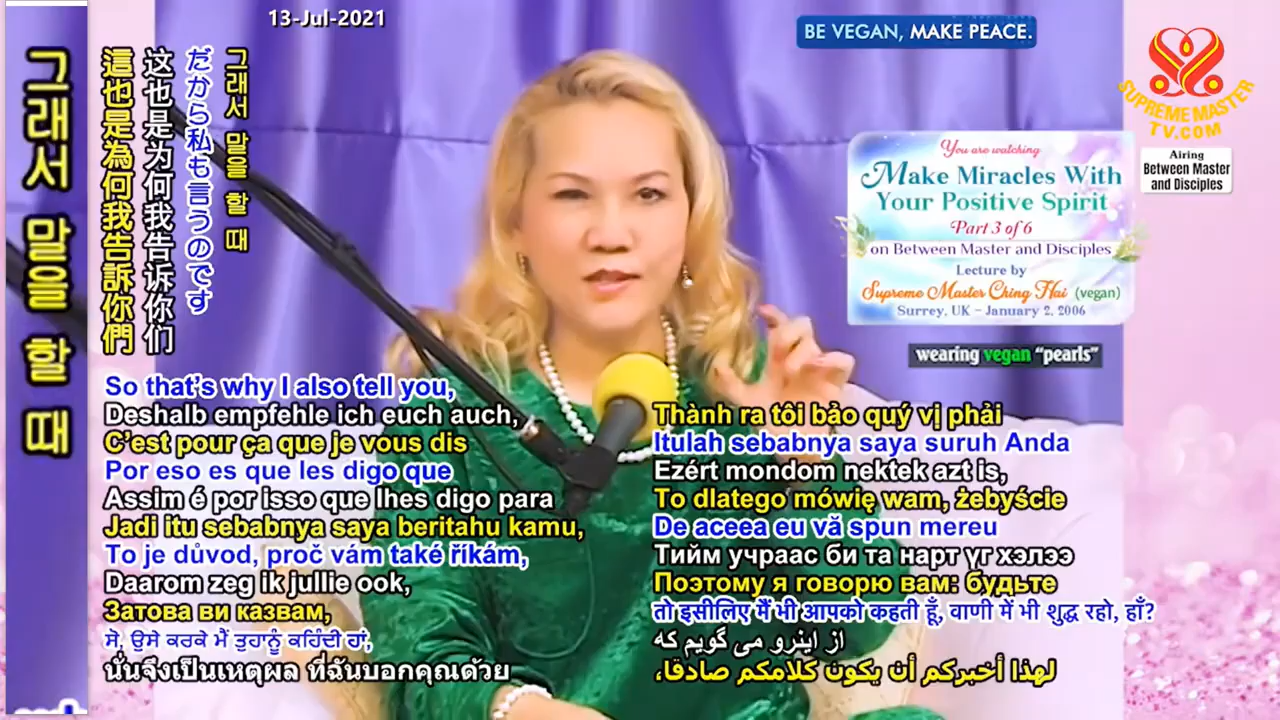 13-Jul-2021
BE VEGAN, MAKE PEACE.
SUPREME MASTER
TV.COM
Airing
Between Master
and Disciples
You are watching
Make Miracles With
Your Positive Spirit
Part 3 of 6
on Between Master and Disciples
Lecture by
Supreme Master Ching Hai (vegan)
Surrey, UK – January 2, 2006
wearing vegan “pearls”
그래서 말을 할 때
這也是為何我告訴你們
这也是为何我告诉你们
だから私も言うのです
그래서 말을 할 때
So that's why I also tell you,
Deshalb empfehle ich euch auch,
C'est pour ça que je vous dis
Por eso es que les digo que
Assim é por isso que lhes digo para
Jadi itu sebabnya saya beritahu kamu,
To je důvod, proč vám také říkám,
Daarom zeg ik jullie ook,
Затова ви казвам,
ਸੋ, ਉਸੇ ਕਰਕੇ ਮੈਂ ਤੁਹਾਨੂੰ ਕਹਿੰਦੀ ਹਾਂ,
นั่นจึงเป็นเหตุผล ที่ฉันบอกคุณด้วย
Thành ra tôi bảo quý vị phải
Itulah sebabnya saya suruh Anda
Ezért mondom nektek azt is,
To dlatego mówię wam, żebyście
De aceea eu vă spun mereu
Тийм учраас би та нарт үг хэлээ
Поэтому я говорю вам: будьте
तो इसीलिए मैं भी आपको कहती हूँ, वाणी में भी शुद्ध रहो, हाँ?
از اینرو می گویم که
لهذا أخبركم أن يكون كلامكم صادقا،